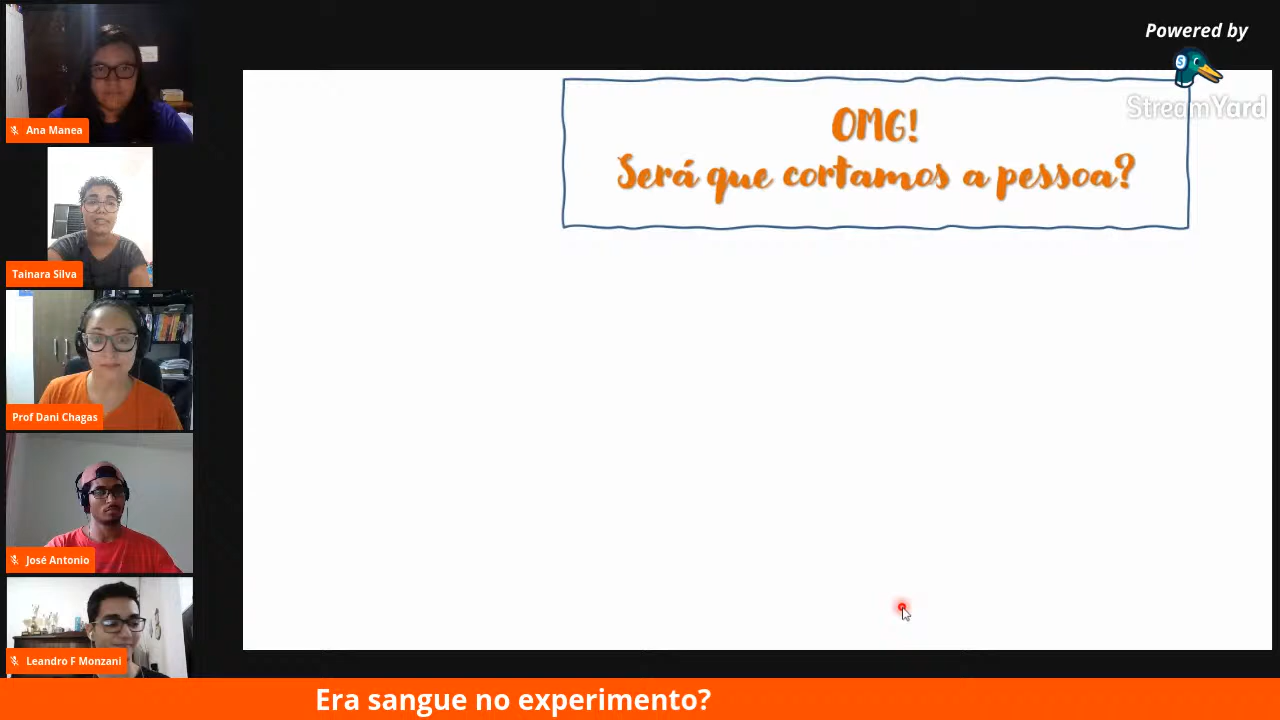 Powered by
StreamYard
OMG!
Será que cortamos a pessoa?
Ana Manea
Tainara Silva
Prof Dani Chagas
José Antonio
Leandro F Monzani
Era sangue no experimento?